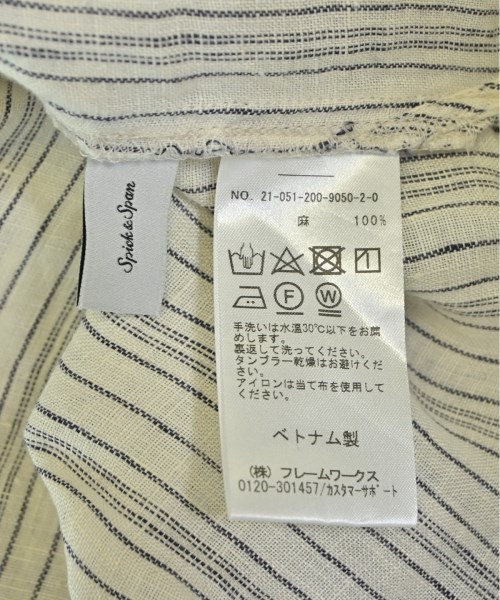 Spick & Span
NO. 21-051-200-9050-2-0
麻 100%
F W
手洗いは水温30℃以下をお薦
めします。
裏返して洗ってください。
タンブラー乾燥はお避けくださ
い。
アイロンは当て布を使用して
ください。
ベトナム製
(株) フレームワークス
0120-301457/カスタマーサポート